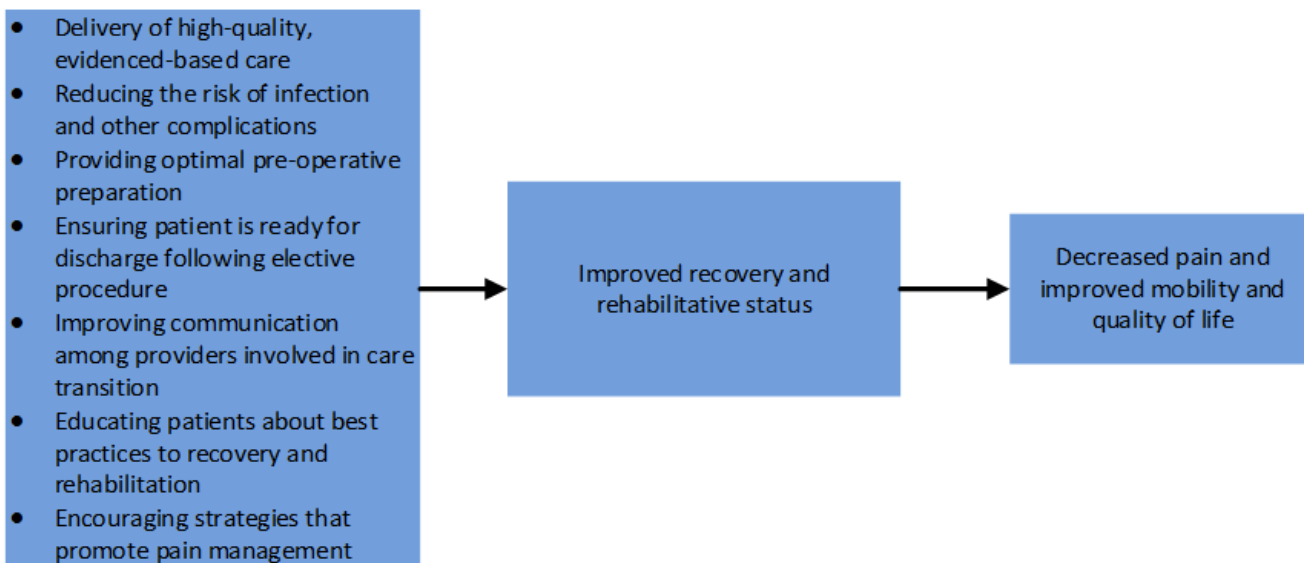 • Delivery of high-quality,
evidenced-based care
• Reducing the risk of infection
and other complications
• Providing optimal pre-operative
preparation
• Ensuring patient is ready for
discharge following elective
procedure
• Improving communication
among providers involved in care
transition
• Educating patients about best
practices to recovery and
rehabilitation
• Encouraging strategies that
promote pain management
Improved recovery and
rehabilitative status
Decreased pain and
improved mobility and
quality of life